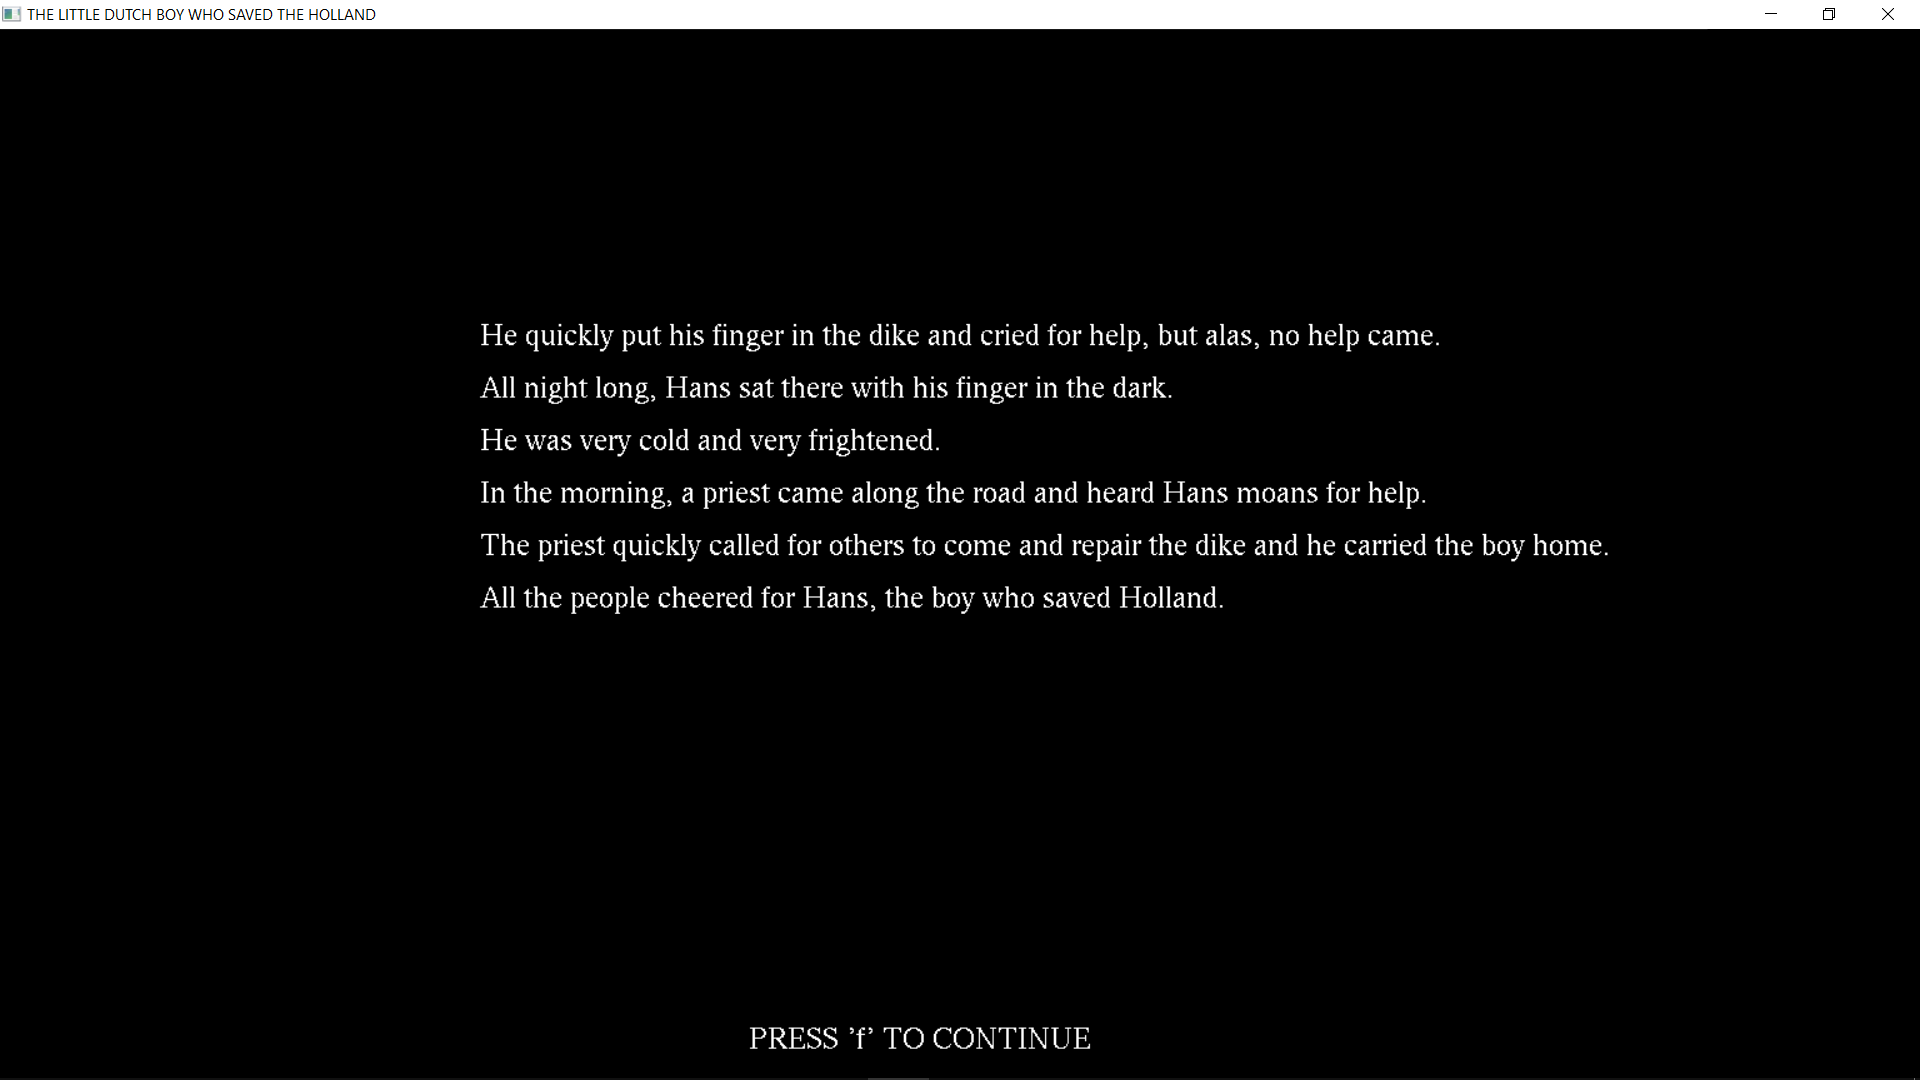 THE LITTLE DUTCH BOY WHO SAVED THE HOLLAND
He quickly put his finger in the dike and cried for help, but alas, no help came.
All night long, Hans sat there with his finger in the dark.
He was very cold and very frightened.
In the morning, a priest came along the road and heard Hans moans for help.
The priest quickly called for others to come and repair the dike and he carried the boy home.
All the people cheered for Hans, the boy who saved Holland.
PRESS 'f' TO CONTINUE